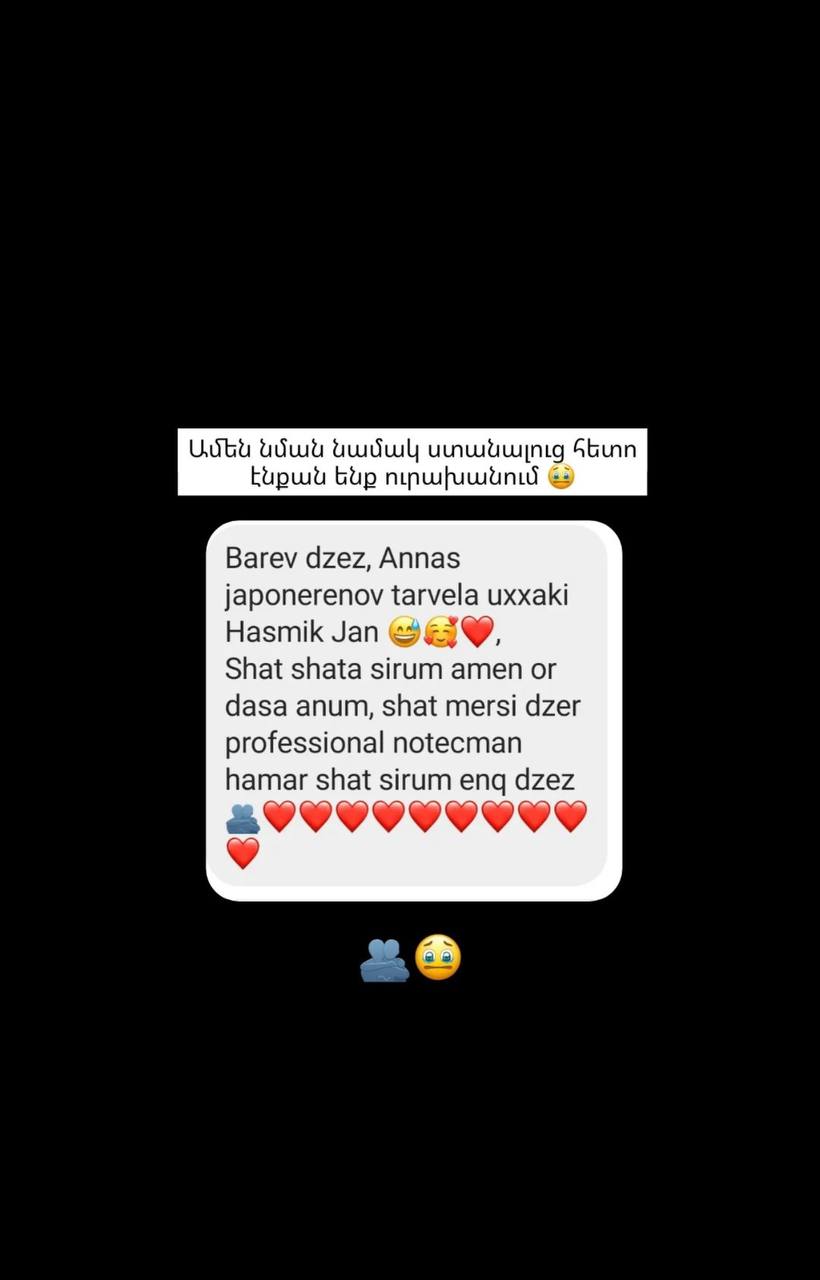 Ամեն նման նամակ ստանալուց հետո
էնքան ենք ուրախանում 🥹
Barev dzez, Annas
japonerenov tarvela uxxaki
Hasmik Jan 😅🥰❤️,
Shat shata sirum amen or
dasa anum, shat mersi dzer
professional notecman
hamar shat sirum enq dzez
🫂❤️❤️❤️❤️❤️❤️❤️❤️❤️
❤️
🫂🥹